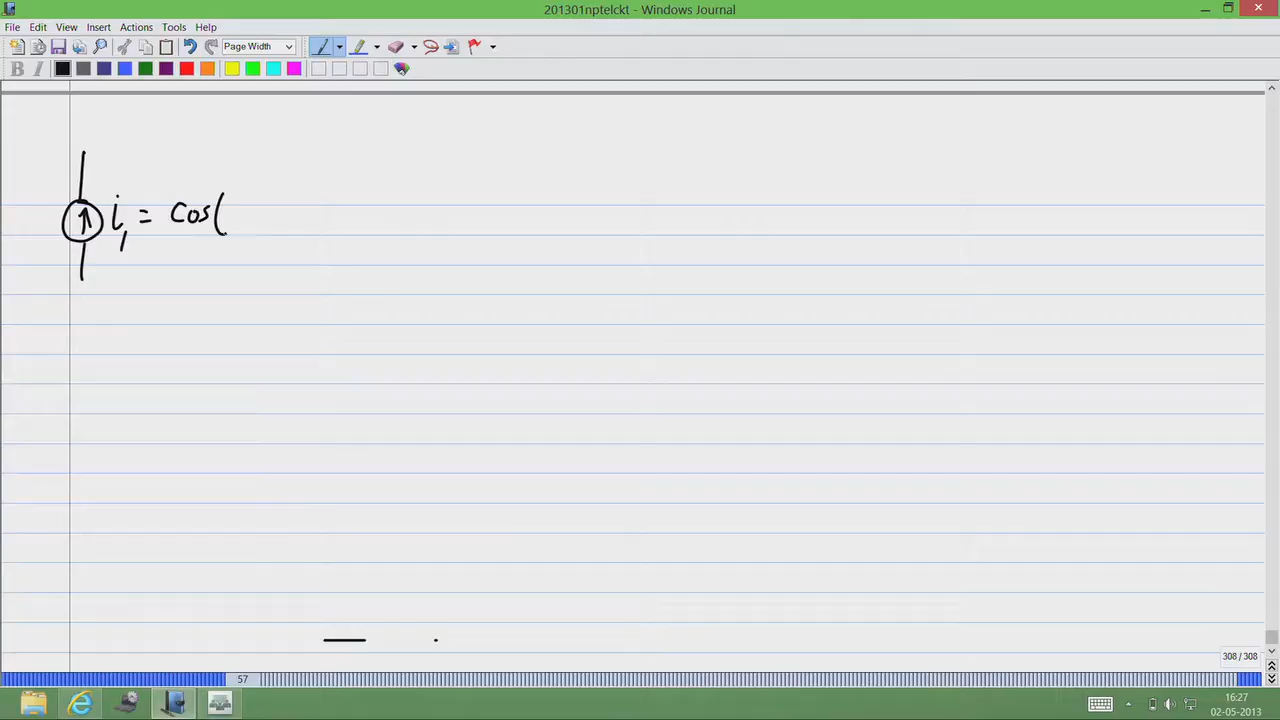 201301nptelckt - Windows Journal
File Edit View Insert Actions Tools Help
Page Width
B I
i₁ = cos(
308 / 308
57
16:27
02-05-2013